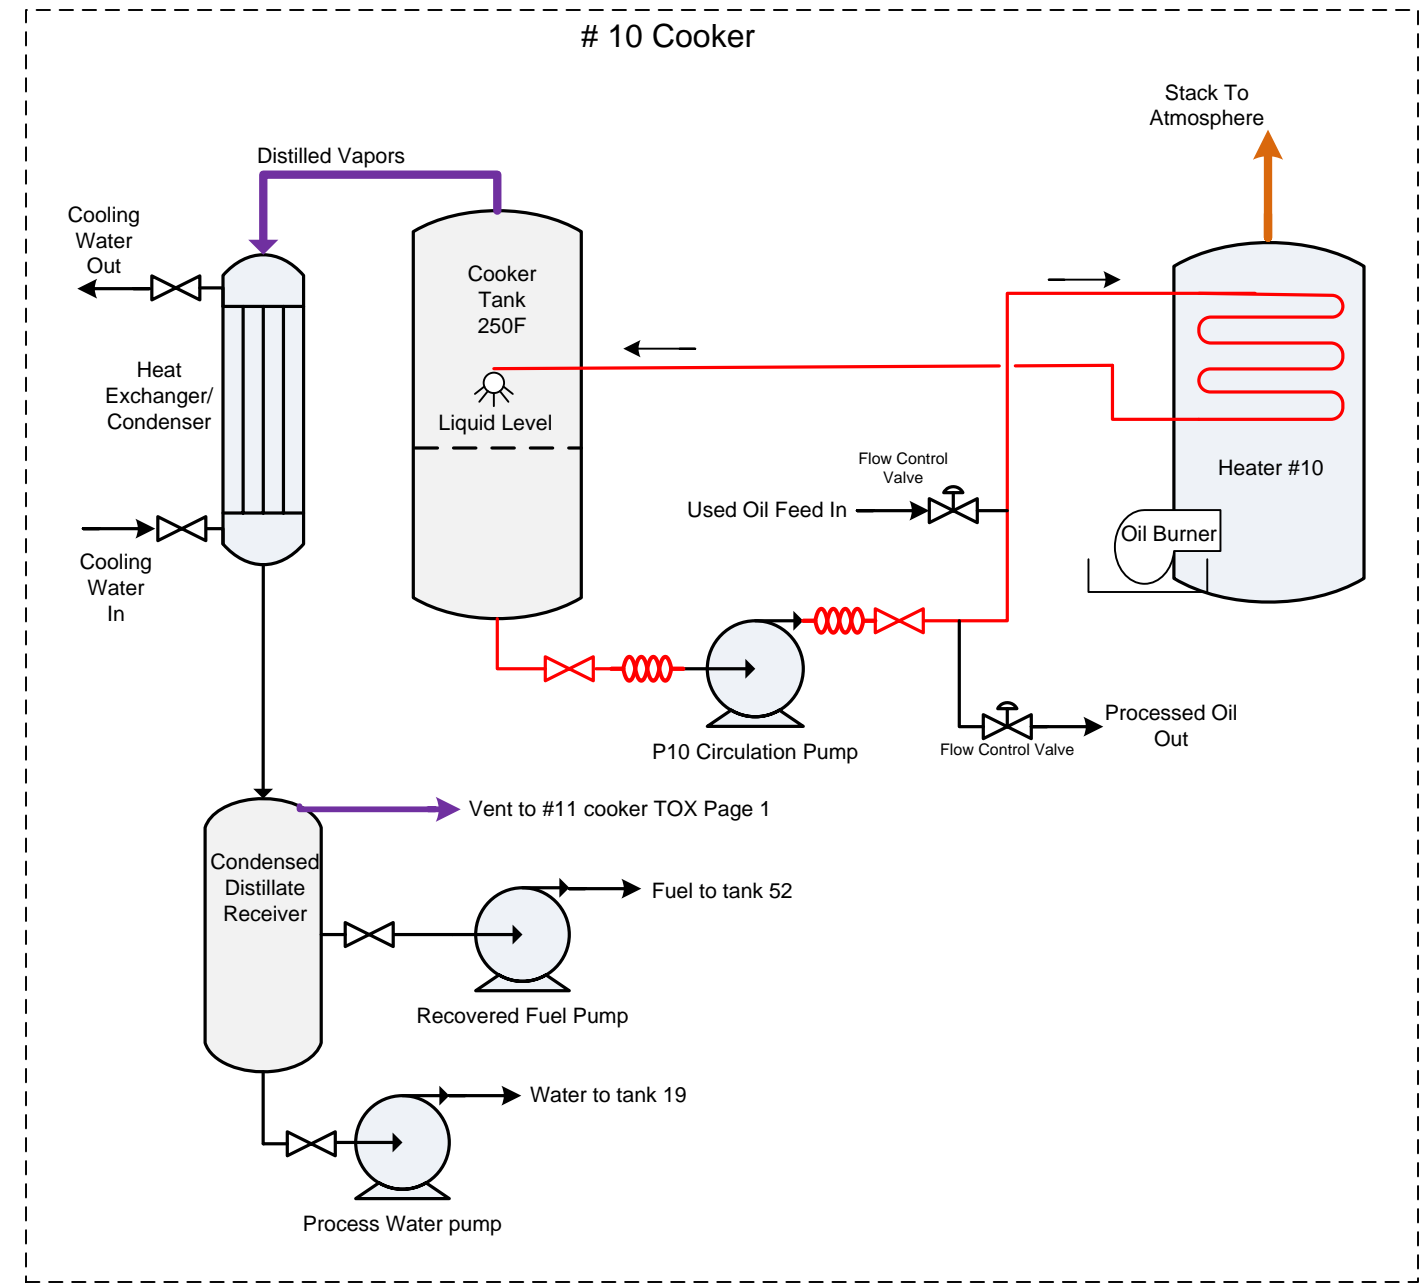 # 10 Cooker
Stack To
Atmosphere
Distilled Vapors
Cooling
Water
Out
Cooker
Tank
250F
Heat
Exchanger/
Condenser
Liquid Level
Flow Control
Valve
Heater #10
Used Oil Feed In
Oil Burner
Cooling
Water
In
Processed Oil
Out
Flow Control Valve
P10 Circulation Pump
Vent to #11 cooker TOX Page 1
Condensed
Distillate
Receiver
Fuel to tank 52
Recovered Fuel Pump
Water to tank 19
Process Water pump